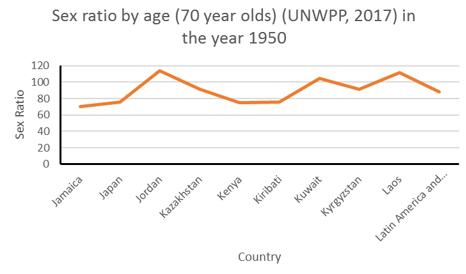 Sex ratio by age (70 year olds) (UNWPP, 2017) in
the year 1950
120
100
80
60
40
20
0
Sex Ratio
Jamaica
Japan
Jordan
Kazakhstan
Kenya
Kiribati
Kuwait
Kyrgyzstan
Laos
Latin America and...
Country